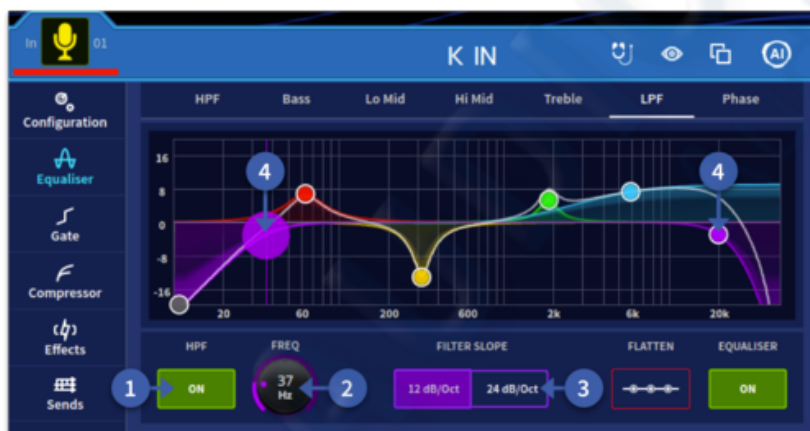 In 01 K IN AI
HPF Bass Lo Mid Hi Mid Treble LPF Phase
Configuration
Equaliser
Gate
Compressor
Effects
Sends
16
8
0
-8
-16
20 60 200 600 2k 6k 20k
4 4
HPF FREQ FILTER SLOPE FLATTEN EQUALISER
1 ON 37 Hz 2 12 dB/Oct 24 dB/Oct 3 ON